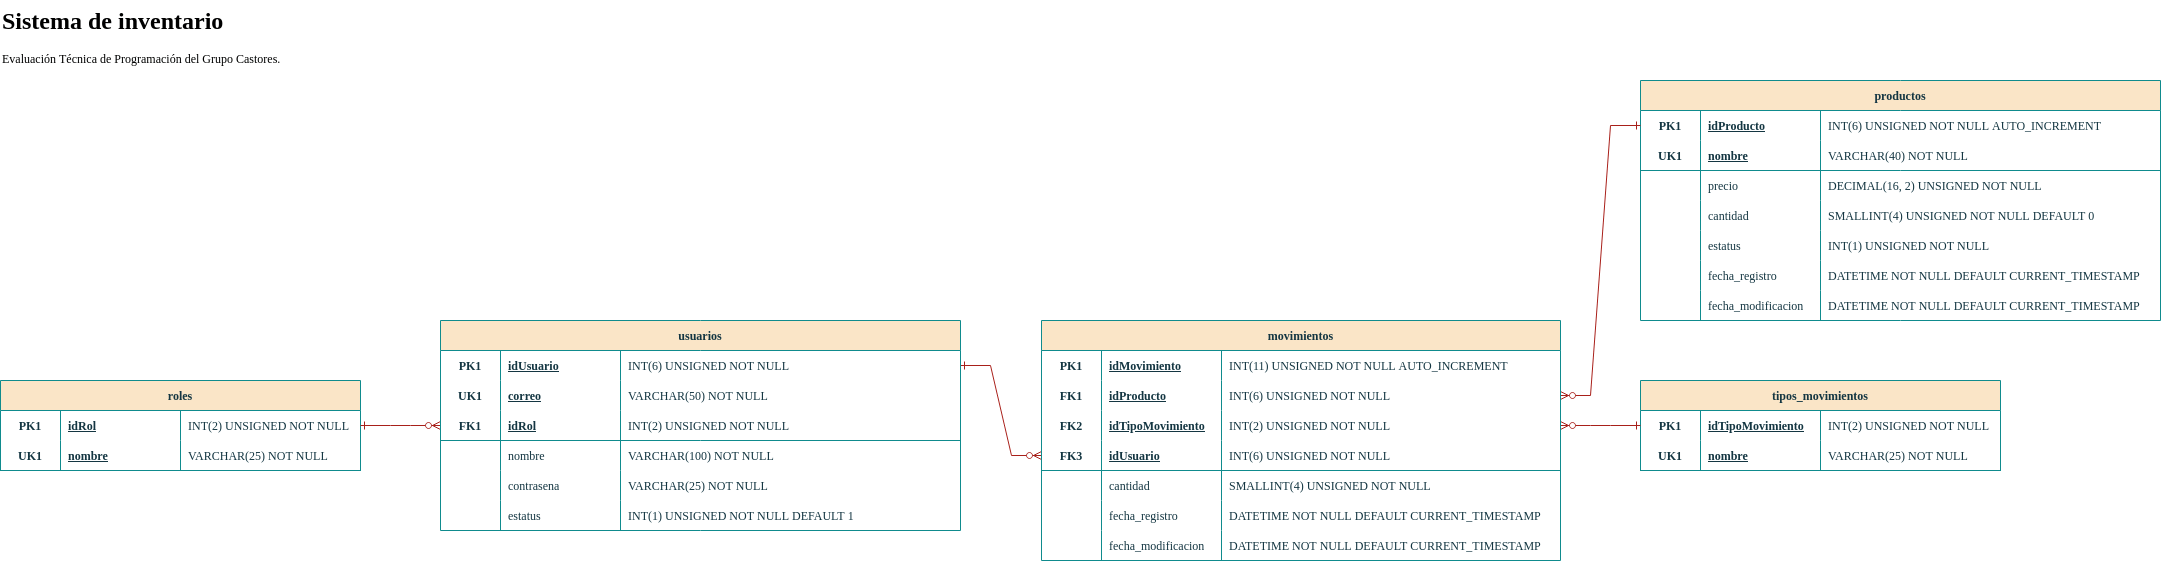 Sistema de inventario
Evaluación Técnica de Programación del Grupo Castores.
productos
PK1 idProducto INT(6) UNSIGNED NOT NULL AUTO_INCREMENT
UK1 nombre VARCHAR(40) NOT NULL
precio DECIMAL(16, 2) UNSIGNED NOT NULL
cantidad SMALLINT(4) UNSIGNED NOT NULL DEFAULT 0
estatus INT(1) UNSIGNED NOT NULL
fecha_registro DATETIME NOT NULL DEFAULT CURRENT_TIMESTAMP
fecha_modificacion DATETIME NOT NULL DEFAULT CURRENT_TIMESTAMP
usuarios
PK1 idUsuario INT(6) UNSIGNED NOT NULL
UK1 correo VARCHAR(50) NOT NULL
FK1 idRol INT(2) UNSIGNED NOT NULL
nombre VARCHAR(100) NOT NULL
contrasena VARCHAR(25) NOT NULL
estatus INT(1) UNSIGNED NOT NULL DEFAULT 1
movimientos
PK1 idMovimiento INT(11) UNSIGNED NOT NULL AUTO_INCREMENT
FK1 idProducto INT(6) UNSIGNED NOT NULL
FK2 idTipoMovimiento INT(2) UNSIGNED NOT NULL
FK3 idUsuario INT(6) UNSIGNED NOT NULL
cantidad SMALLINT(4) UNSIGNED NOT NULL
fecha_registro DATETIME NOT NULL DEFAULT CURRENT_TIMESTAMP
fecha_modificacion DATETIME NOT NULL DEFAULT CURRENT_TIMESTAMP
roles
PK1 idRol INT(2) UNSIGNED NOT NULL
UK1 nombre VARCHAR(25) NOT NULL
tipos_movimientos
PK1 idTipoMovimiento INT(2) UNSIGNED NOT NULL
UK1 nombre VARCHAR(25) NOT NULL